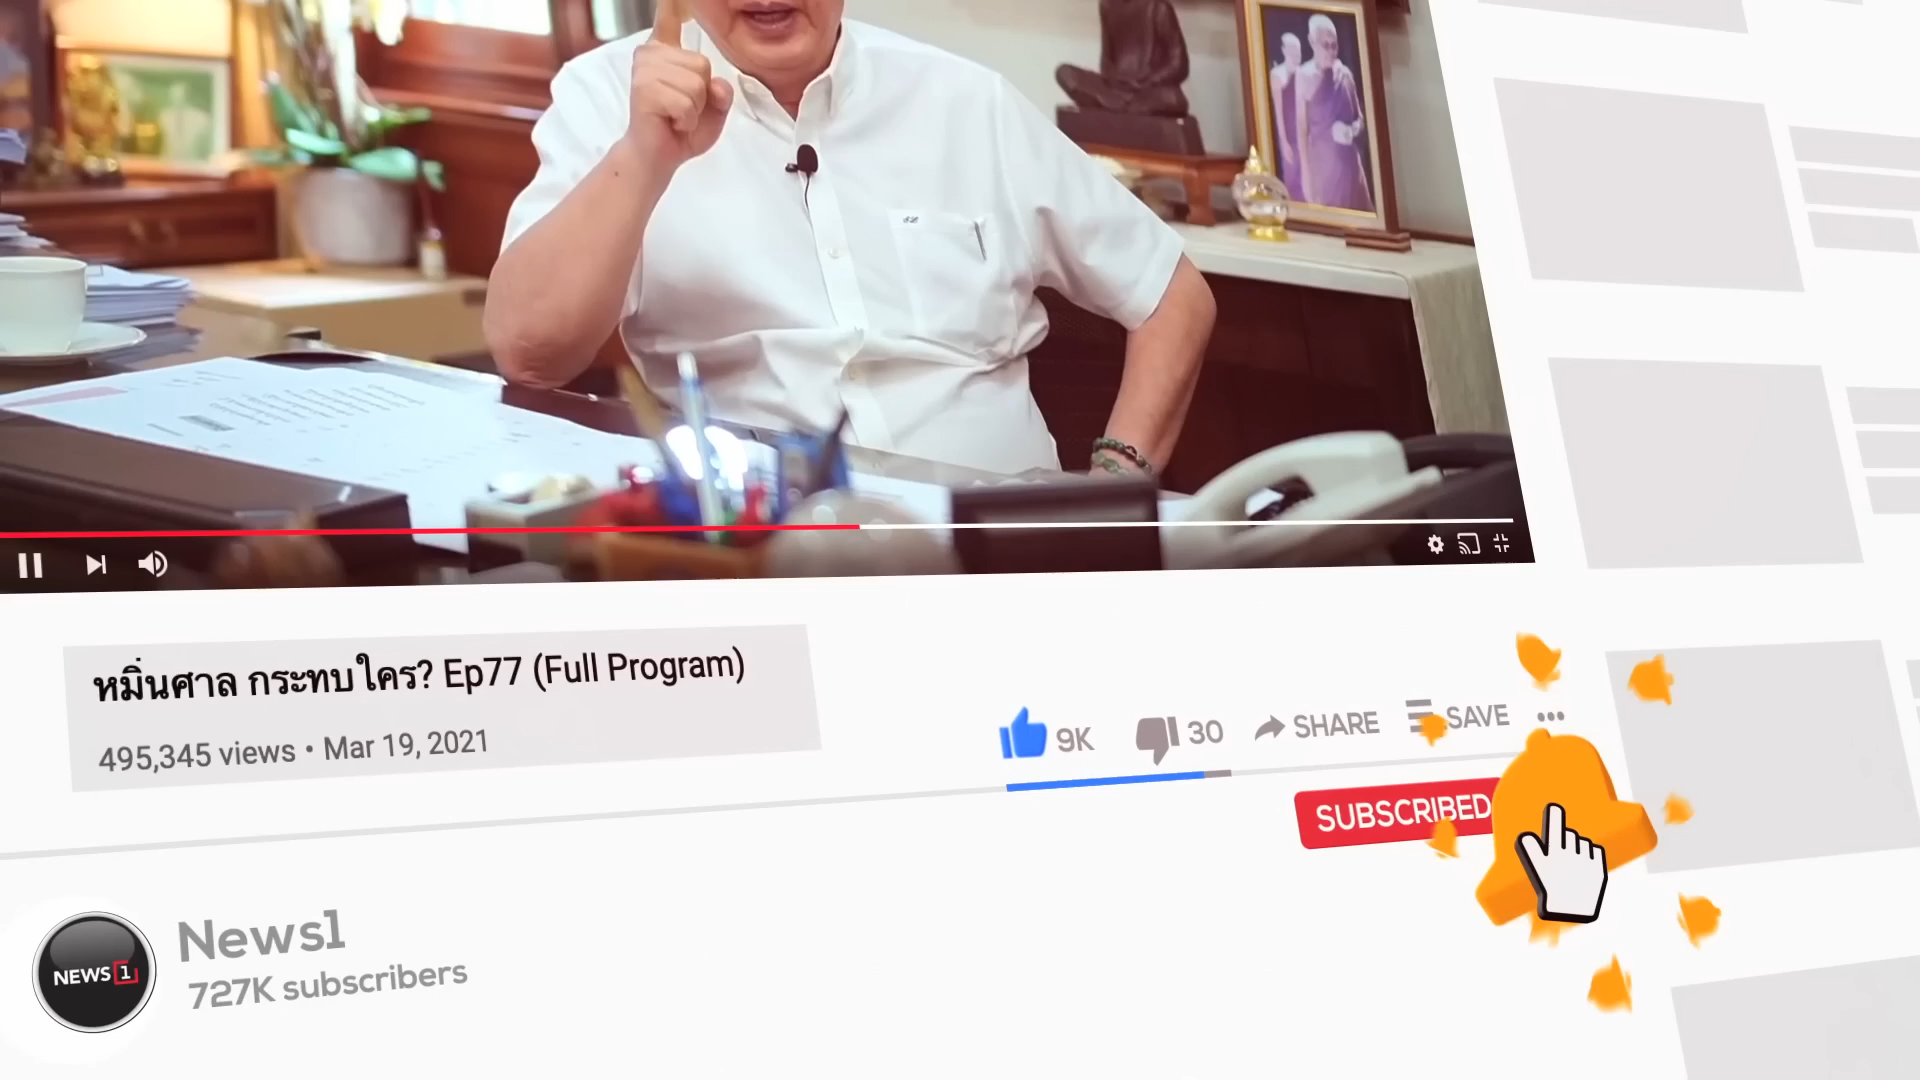 หมิ่นศาล กระทบใคร? Ep77 (Full Program)
495,345 views • Mar 19, 2021
9K
30
SHARE
SAVE
SUBSCRIBED
NEWS 1
News1
727K subscribers